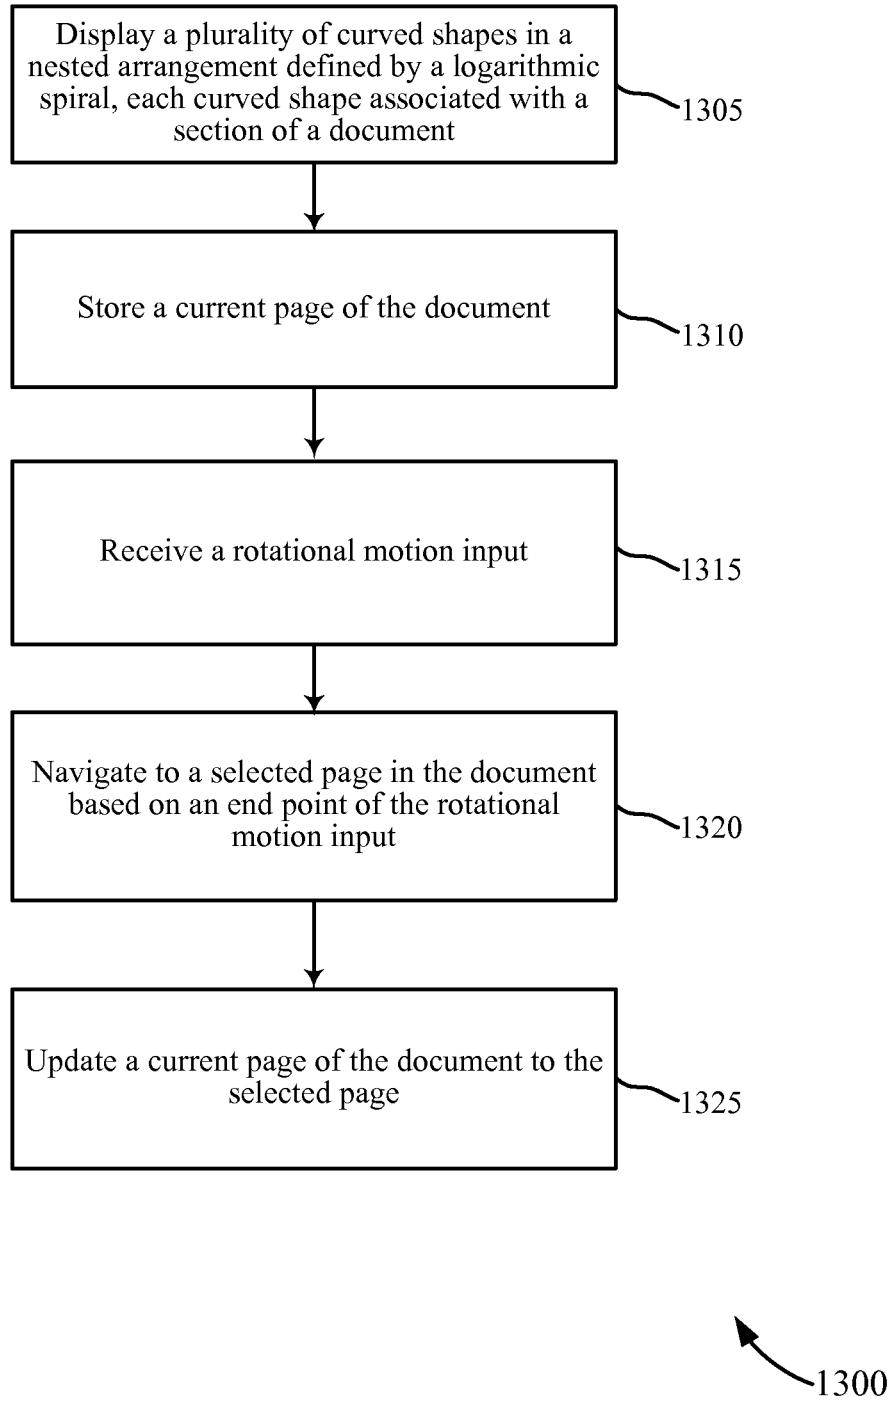 Display a plurality of curved shapes in a
nested arrangement defined by a logarithmic
spiral, each curved shape associated with a
section of a document
1305
Store a current page of the document
1310
Receive a rotational motion input
1315
Navigate to a selected page in the document
based on an end point of the rotational
motion input
1320
Update a current page of the document to the
selected page
1325
1300